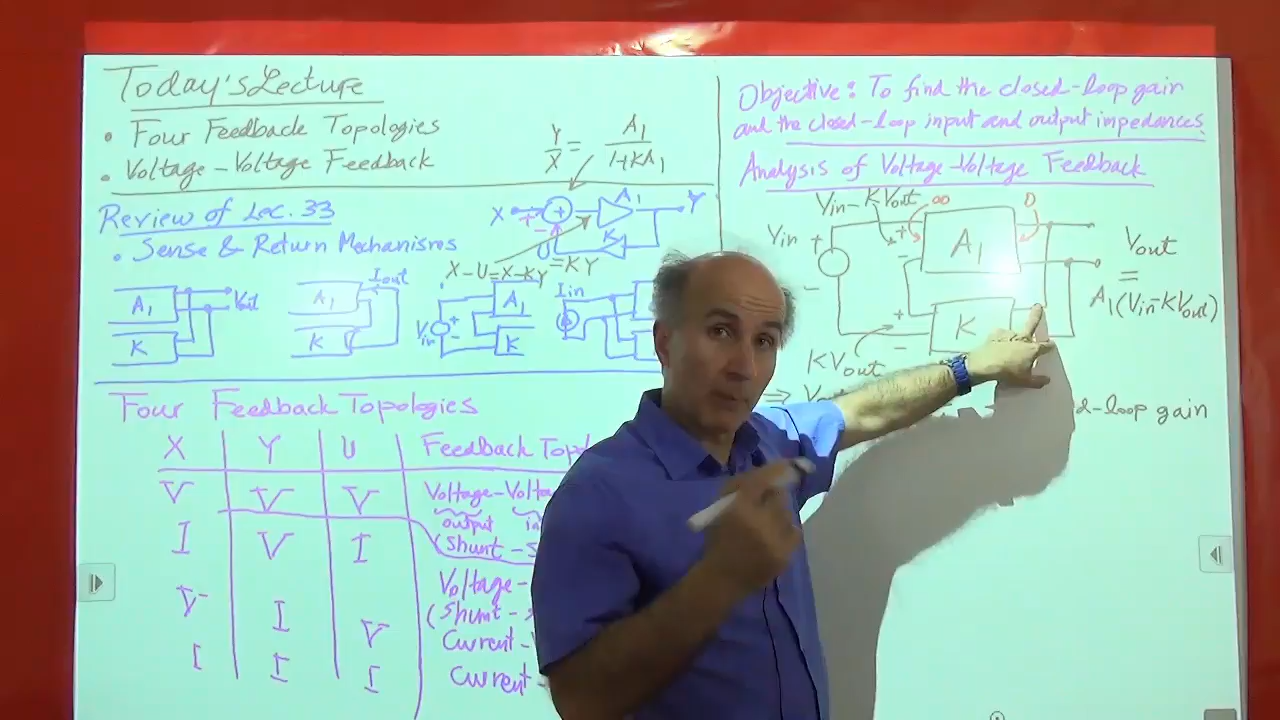 Today's Lecture
• Four Feedback Topologies
• Voltage-Voltage Feedback
Y/X = A1/(1+KA1)
Review of Lec. 33
• Sense & Return Mechanisms
X
+
-
+
A1
Y
K
U
= KY
X-U=X-KY
A1
K
Vout
A1
K
Iout
Vin
+
-
A1
K
Iin
Four Feedback Topologies
X Y U Feedback
V V V Voltage-
output
I V I (Shunt-
Voltage-
V I V (Shunt-
Current-
I I I Current-
Objective: To find the closed-loop gain
and the closed-loop input and output impedances.
Analysis of Voltage-Voltage Feedback
Vin-KVout
∞
Vin
+
-
+
-
A1
Vout
=
A1(Vin-KVout)
+
-
K
KVout
⇒
loop gain